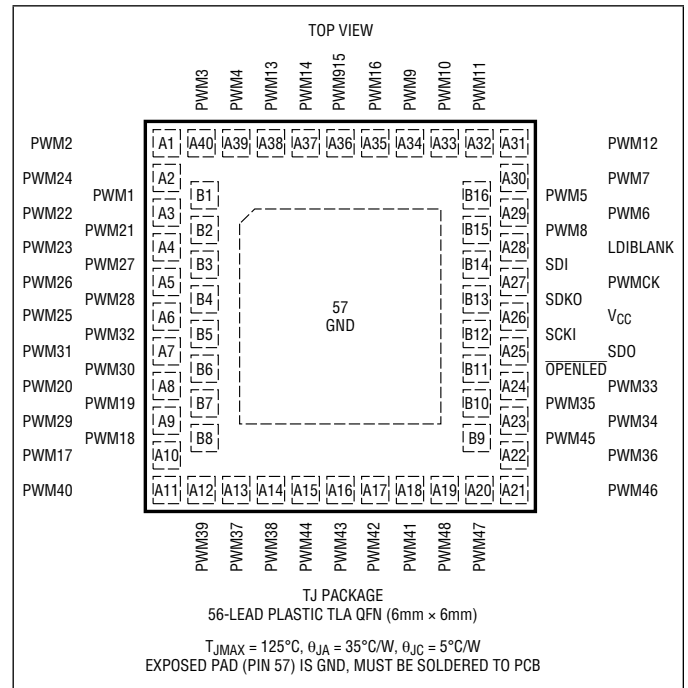 TOP VIEW
PWM3
PWM4
PWM13
PWM14
PWM915
PWM16
PWM9
PWM10
PWM11
PWM2 A1 A40 A39 A38 A37 A36 A35 A34 A33 A32 A31 PWM12
PWM24 A2 A30 PWM7
PWM1 B1 B16 PWM5
PWM22 A3 A29 PWM6
PWM21 B2 B15 PWM8
PWM23 A4 A28 LDIBLANK
PWM27 B3 B14 SDI
PWM26 A5 A27 PWMCK
PWM28 B4 B13 SDKO
PWM25 A6 57 GND A26 VCC
PWM32 B5 B12 SCKI
PWM31 A7 A25 SDO
PWM30 B6 B11 OPENLED
PWM20 A8 A24 PWM33
PWM19 B7 B10 PWM35
PWM29 A9 A23 PWM34
PWM18 B8 B9 PWM45
PWM17 A10 A22 PWM36
PWM40 A11 A12 A13 A14 A15 A16 A17 A18 A19 A20 A21 PWM46
PWM39
PWM37
PWM38
PWM44
PWM43
PWM42
PWM41
PWM48
PWM47
TJ PACKAGE
56-LEAD PLASTIC TLA QFN (6mm × 6mm)
TJMAX = 125°C, θJA = 35°C/W, θJC = 5°C/W
EXPOSED PAD (PIN 57) IS GND, MUST BE SOLDERED TO PCB